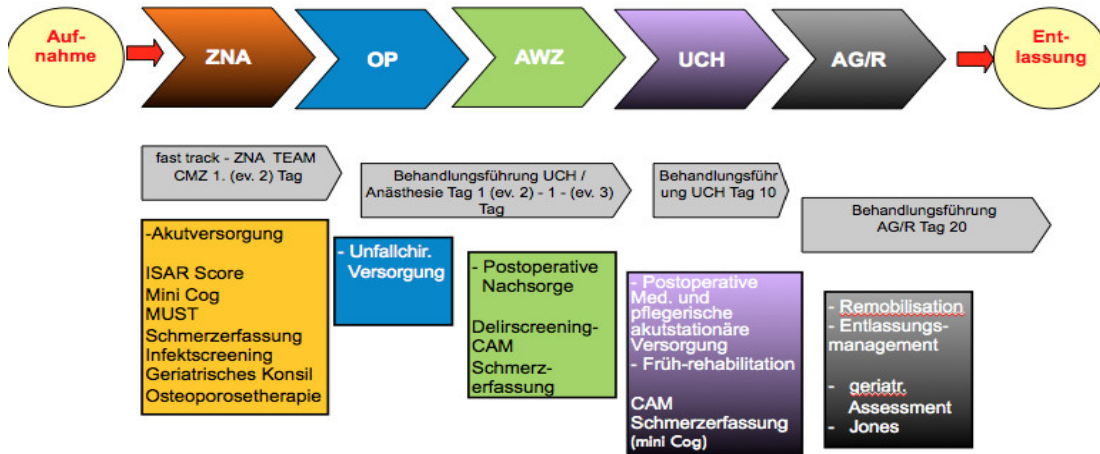 Auf-
nahme
ZNA
OP
AWZ
UCH
AG/R
Ent-
lassung
fast track - ZNA TEAM
CMZ 1. (ev. 2) Tag
Behandlungsführung UCH /
Anästhesie Tag 1 (ev. 2) - 1 - (ev. 3)
Tag
Behandlungsführ
ung UCH Tag 10
Behandlungsführung
AG/R Tag 20
-Akutversorgung
ISAR Score
Mini Cog
MUST
Schmerzerfassung
Infektscreening
Geriatrisches Konsil
Osteoporosetherapie
- Unfallchir.
Versorgung
- Postoperative
Nachsorge
Delirscreening-
CAM
Schmerz-
erfassung
- Postoperative
Med. und
pflegerische
akutstationäre
Versorgung
- Früh-rehabilitation
CAM
Schmerzerfassung
(mini Cog)
- Remobilisation
- Entlassungs-
management
- geriatr.
Assessment
- Jones